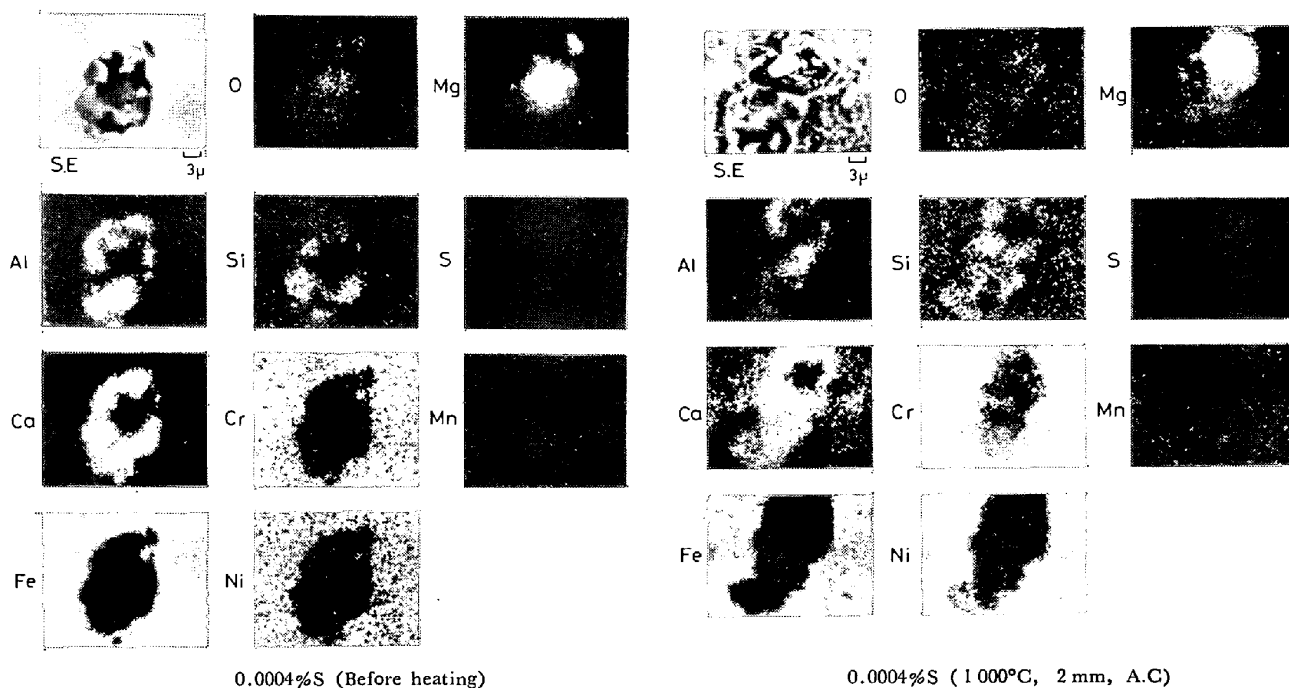 O
Mg
S.E
3μ
Al
Si
S
Ca
Cr
Mn
Fe
Ni
0.0004%S (Before heating)
O
Mg
S.E
3μ
Al
Si
S
Ca
Cr
Mn
Fe
Ni
0.0004%S (1000°C, 2mm, A.C)